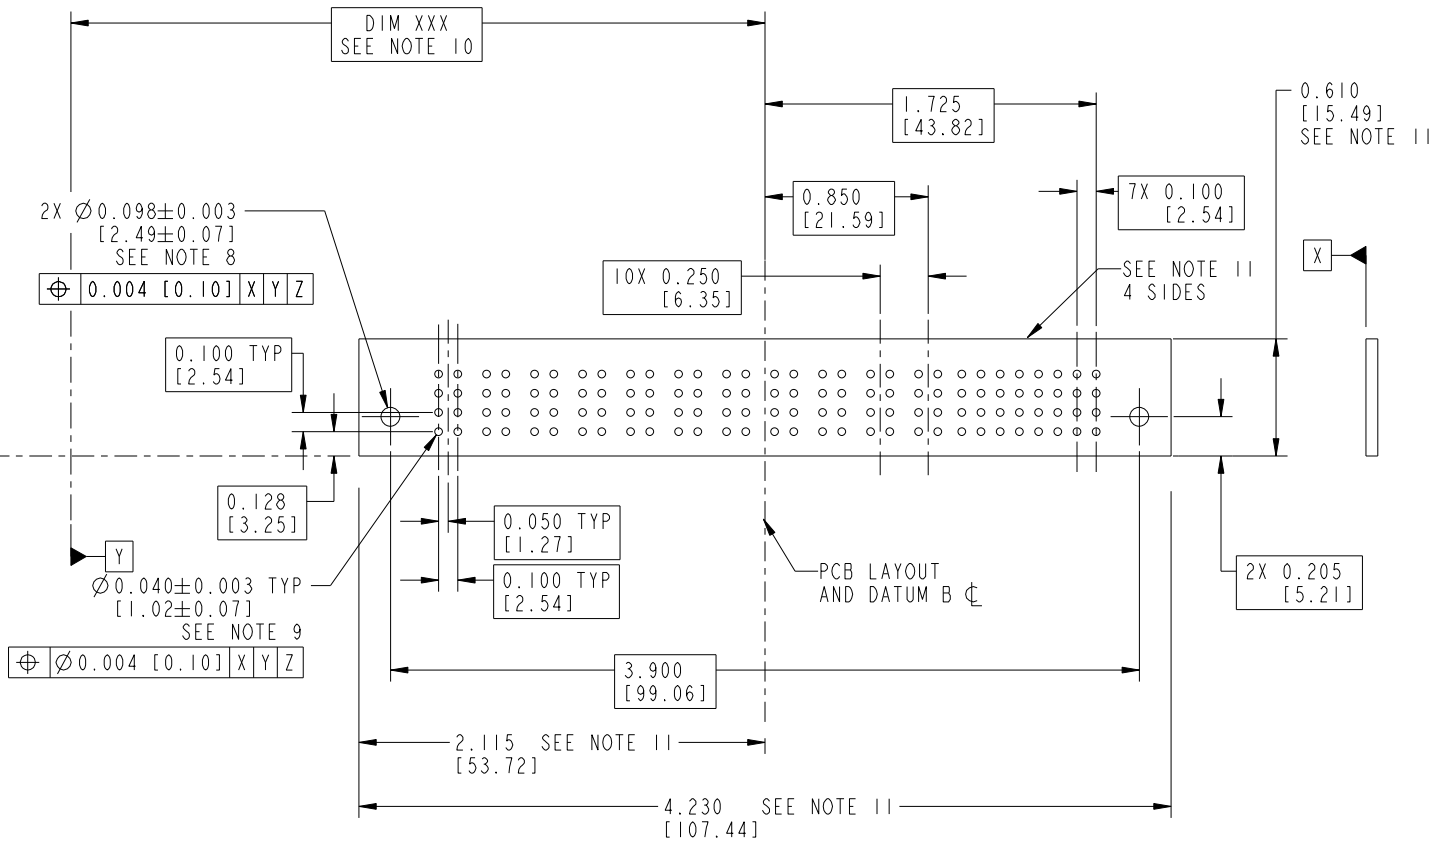 DIM XXX
SEE NOTE 10
1.725
[43.82]
0.610
[15.49]
SEE NOTE 11
0.850
[21.59]
7X 0.100
[2.54]
2X ⌀0.098±0.003
[2.49±0.07]
SEE NOTE 8
⌖ 0.004 [0.10] X Y Z
10X 0.250
[6.35]
SEE NOTE 11
4 SIDES
X
0.100 TYP
[2.54]
0.128
[3.25]
0.050 TYP
[1.27]
Y
0.100 TYP
[2.54]
⌀0.040±0.003 TYP
[1.02±0.07]
SEE NOTE 9
⌖ ⌀0.004 [0.10] X Y Z
PCB LAYOUT
AND DATUM B ℄
2X 0.205
[5.21]
3.900
[99.06]
2.115 SEE NOTE 11
[53.72]
4.230 SEE NOTE 11
[107.44]